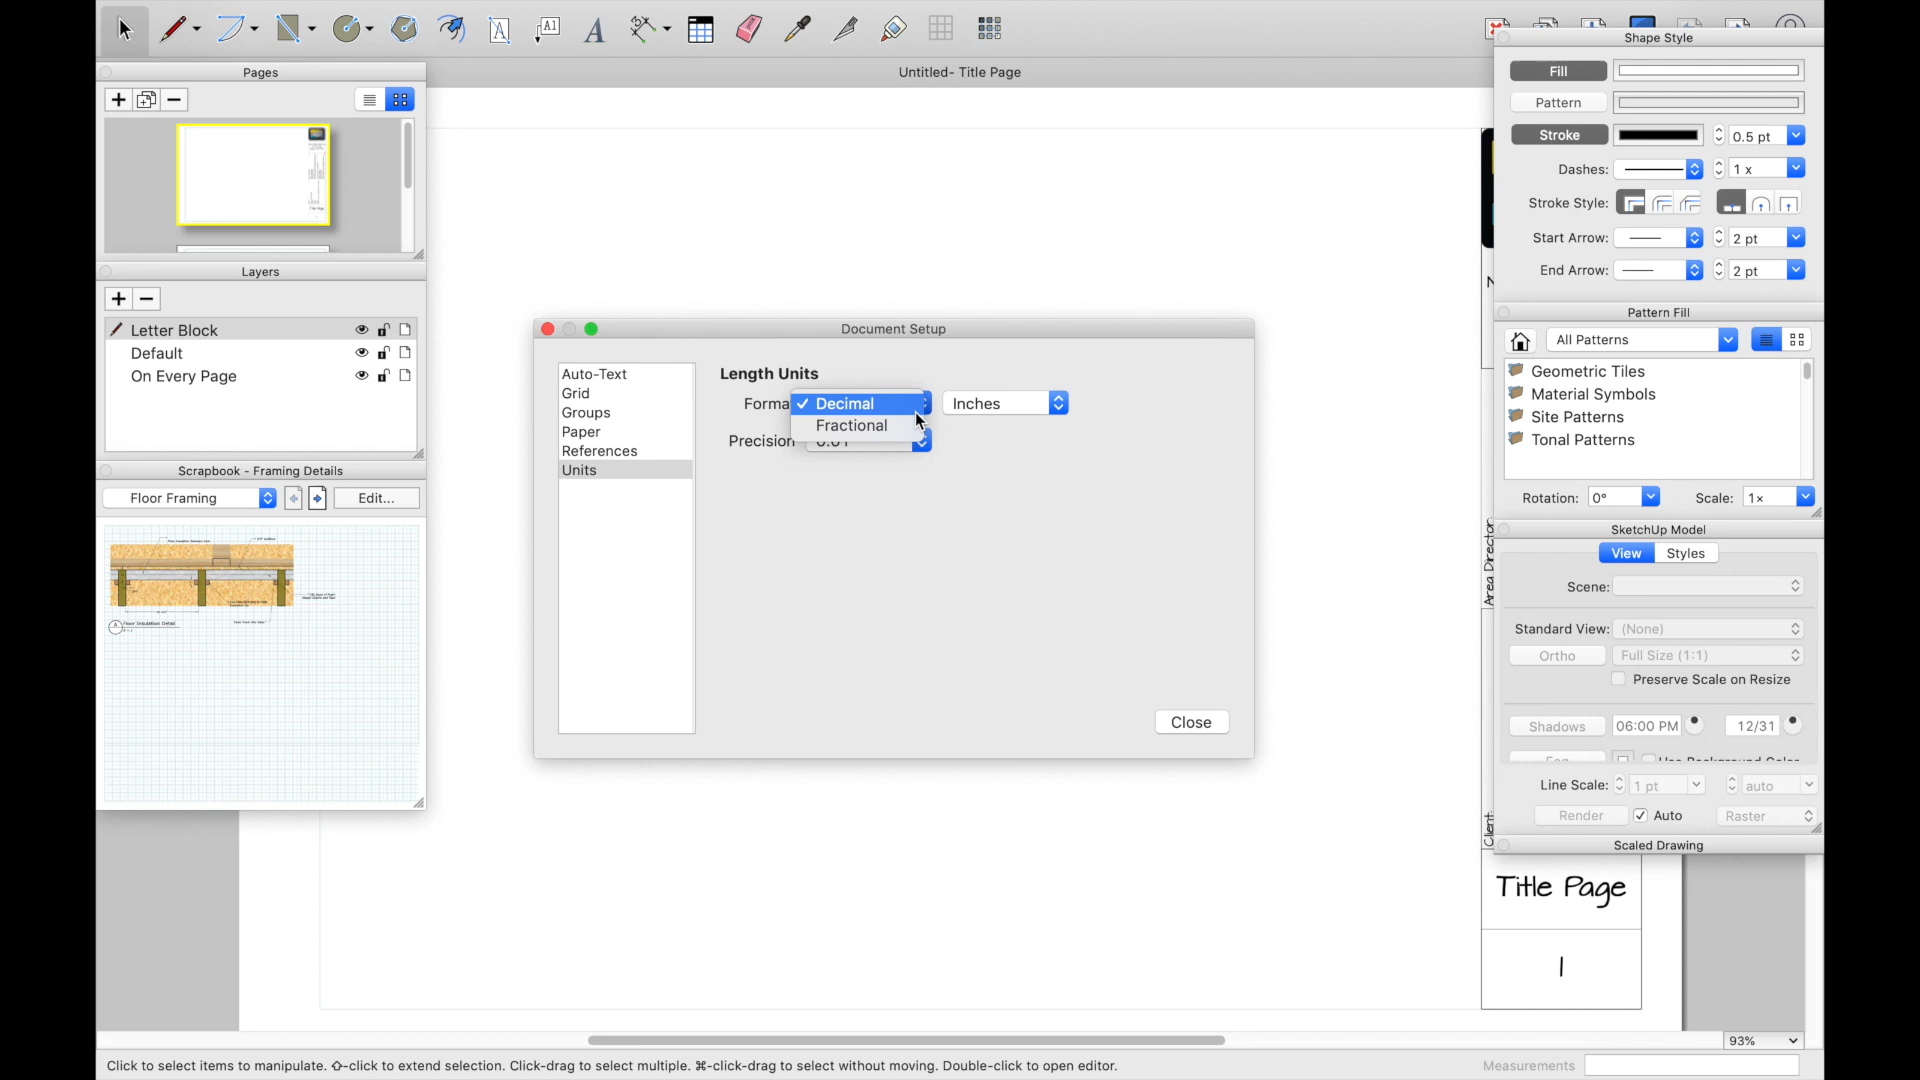 Untitled- Title Page
Pages
Layers
Letter Block
Default
On Every Page
Scrapbook - Framing Details
Floor Framing
Edit...
Floor Insulation Detail
Document Setup
Auto-Text
Grid
Groups
Paper
References
Units
Length Units
Forma
Decimal
Fractional
Inches
Precision
Close
Area Director:
Client:
Title Page
1
Shape Style
Fill
Pattern
Stroke
0.5 pt
Dashes:
1 x
Stroke Style:
Start Arrow:
2 pt
End Arrow:
2 pt
Pattern Fill
All Patterns
Geometric Tiles
Material Symbols
Site Patterns
Tonal Patterns
Rotation:
0°
Scale:
1x
SketchUp Model
View
Styles
Scene:
Standard View:
(None)
Ortho
Full Size (1:1)
Preserve Scale on Resize
Shadows
06:00 PM
12/31
Line Scale:
1 pt
auto
Render
Auto
Raster
Scaled Drawing
93%
Click to select items to manipulate. ⇧-click to extend selection. Click-drag to select multiple. ⌘-click-drag to select without moving. Double-click to open editor.
Measurements